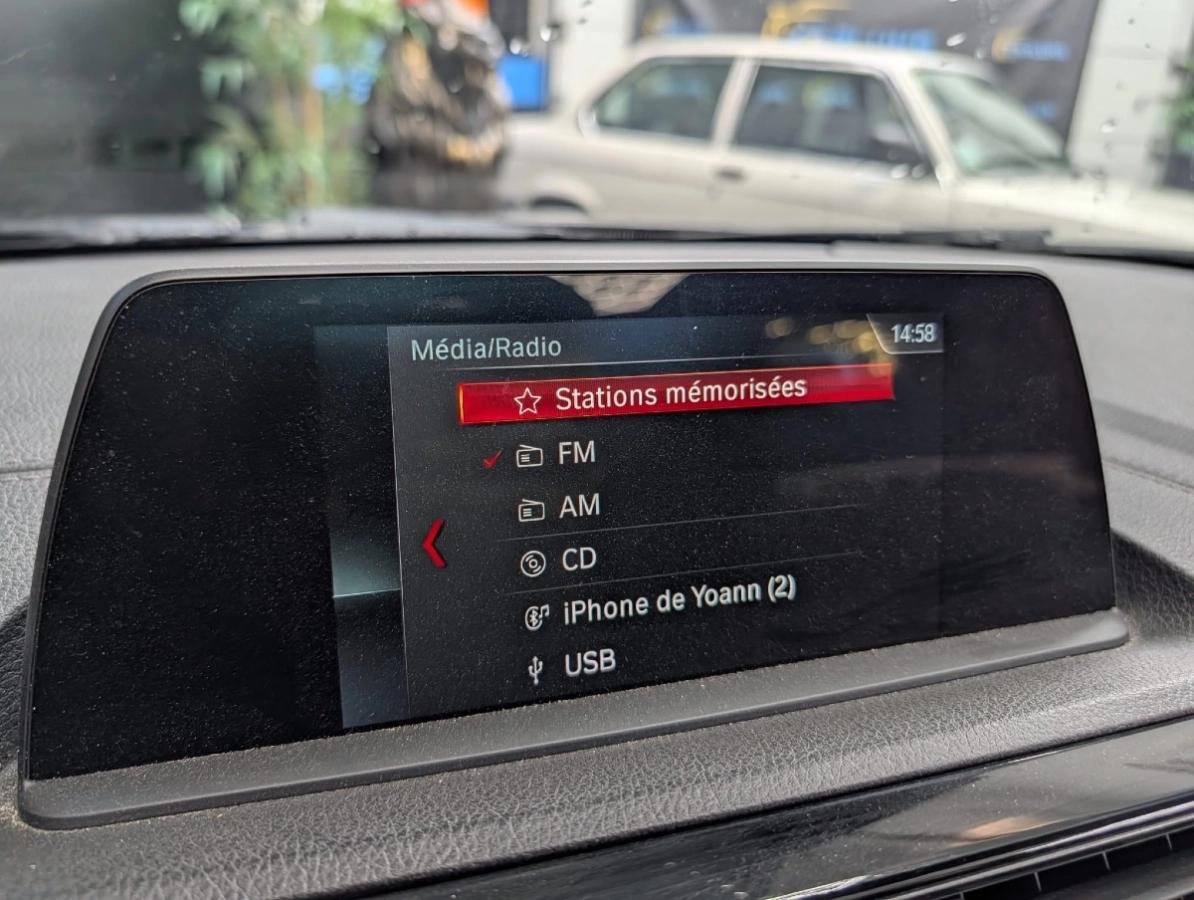 Média/Radio
14:58
Stations mémorisées
FM
AM
CD
iPhone de Yoann (2)
USB